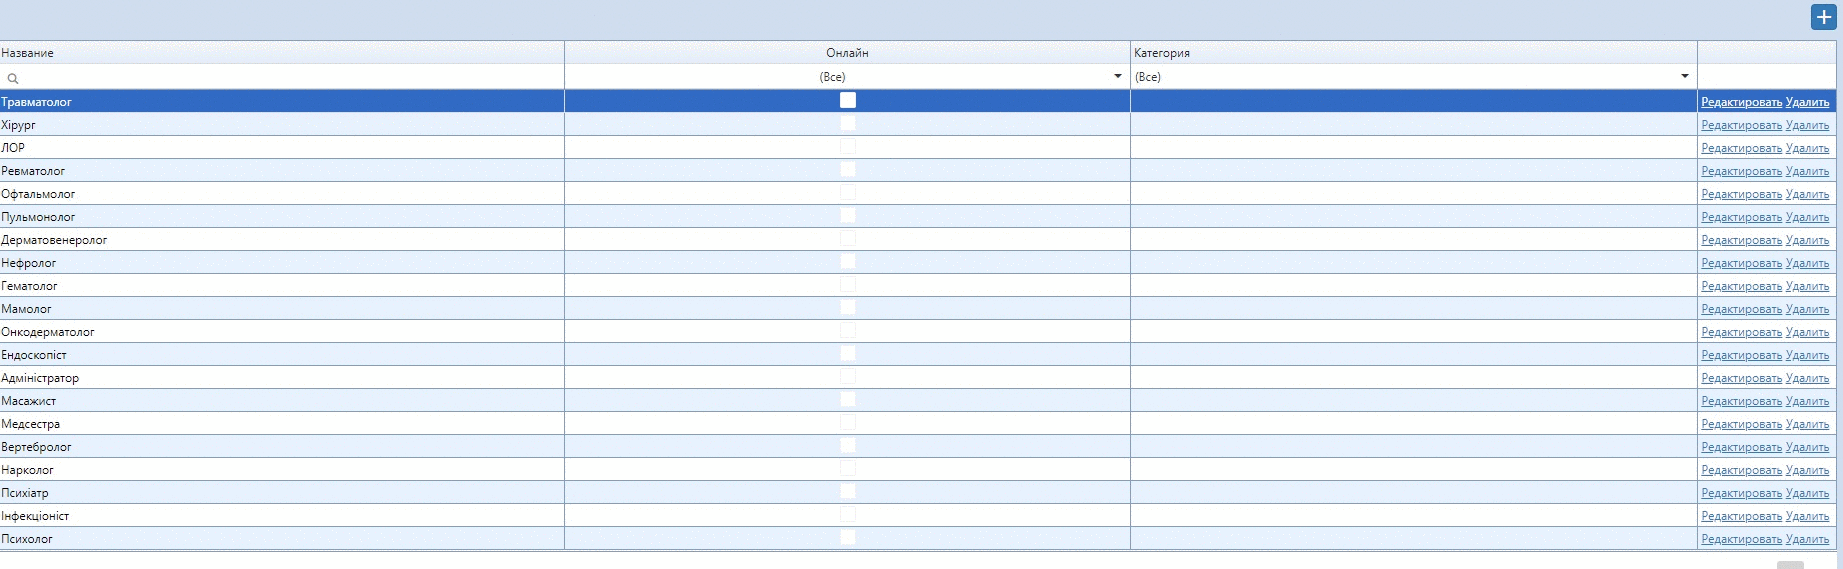 Название Онлайн Категория
(Все) (Все)
Травматолог Редактировать Удалить
Хірург Редактировать Удалить
ЛОР Редактировать Удалить
Ревматолог Редактировать Удалить
Офтальмолог Редактировать Удалить
Пульмонолог Редактировать Удалить
Дерматовенеролог Редактировать Удалить
Нефролог Редактировать Удалить
Гематолог Редактировать Удалить
Мамолог Редактировать Удалить
Онкодерматолог Редактировать Удалить
Ендоскопіст Редактировать Удалить
Адміністратор Редактировать Удалить
Масажист Редактировать Удалить
Медсестра Редактировать Удалить
Вертебролог Редактировать Удалить
Нарколог Редактировать Удалить
Психіатр Редактировать Удалить
Інфекціоніст Редактировать Удалить
Психолог Редактировать Удалить